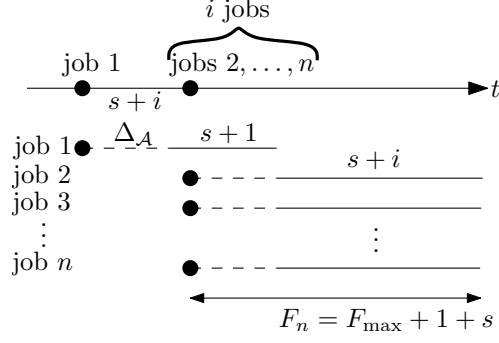 i jobs
job 1 jobs 2, . . . , n
t
s + i
job 1 Δ_𝒜 s + 1
job 2 s + i
job 3
⋮ ⋮
job n
F_n = F_max + 1 + s